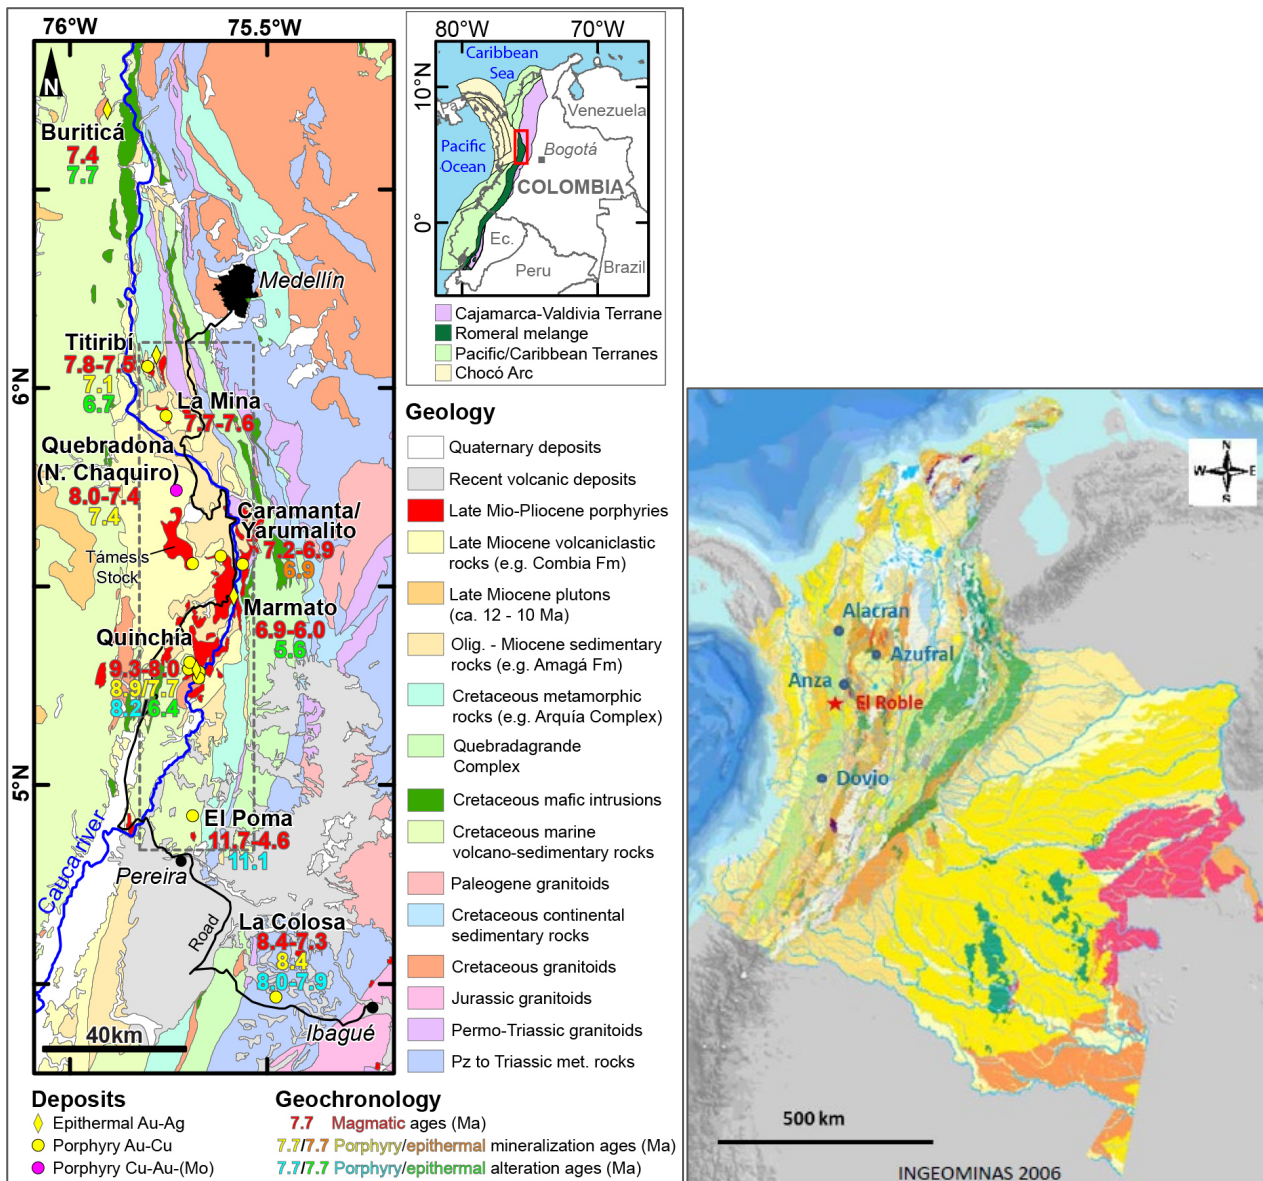 76°W
75.5°W
N
Buriticá
7.4
7.7
Medellín
Titiribí
7.8-7.5
7.1
6.7
6°N
La Mina
7.7-7.6
Quebradona
(N. Chaquiro)
8.0-7.4
7.4
Caramanta/
Yarumalito
7.2-6.9
6.9
Támesis
Stock
Marmato
6.9-6.0
5.6
Quinchía
9.3-8.0
8.9/7.7
8.2/6.4
5°N
El Poma
11.7-4.6
11.1
Cauca river
Pereira
Road
La Colosa
8.4-7.3
8.4
8.0-7.9
Ibagué
40km
Deposits
Epithermal Au-Ag
Porphyry Au-Cu
Porphyry Cu-Au-(Mo)
Geochronology
7.7 Magmatic ages (Ma)
7.7/7.7 Porphyry/epithermal mineralization ages (Ma)
7.7/7.7 Porphyry/epithermal alteration ages (Ma)
80°W
70°W
Caribbean
Sea
10°N
Pa.
Venezuela
Pacific
Ocean
Bogotá
COLOMBIA
0°
Ec.
Peru
Brazil
Cajamarca-Valdivia Terrane
Romeral melange
Pacific/Caribbean Terranes
Chocó Arc
Geology
Quaternary deposits
Recent volcanic deposits
Late Mio-Pliocene porphyries
Late Miocene volcaniclastic
rocks (e.g. Combia Fm)
Late Miocene plutons
(ca. 12 - 10 Ma)
Olig. - Miocene sedimentary
rocks (e.g. Amagá Fm)
Cretaceous metamorphic
rocks (e.g. Arquía Complex)
Quebradagrande
Complex
Cretaceous mafic intrusions
Cretaceous marine
volcano-sedimentary rocks
Paleogene granitoids
Cretaceous continental
sedimentary rocks
Cretaceous granitoids
Jurassic granitoids
Permo-Triassic granitoids
Pz to Triassic met. rocks
N
W E
S
Alacran
Azufral
Anza
El Roble
Dovio
500 km
INGEOMINAS 2006